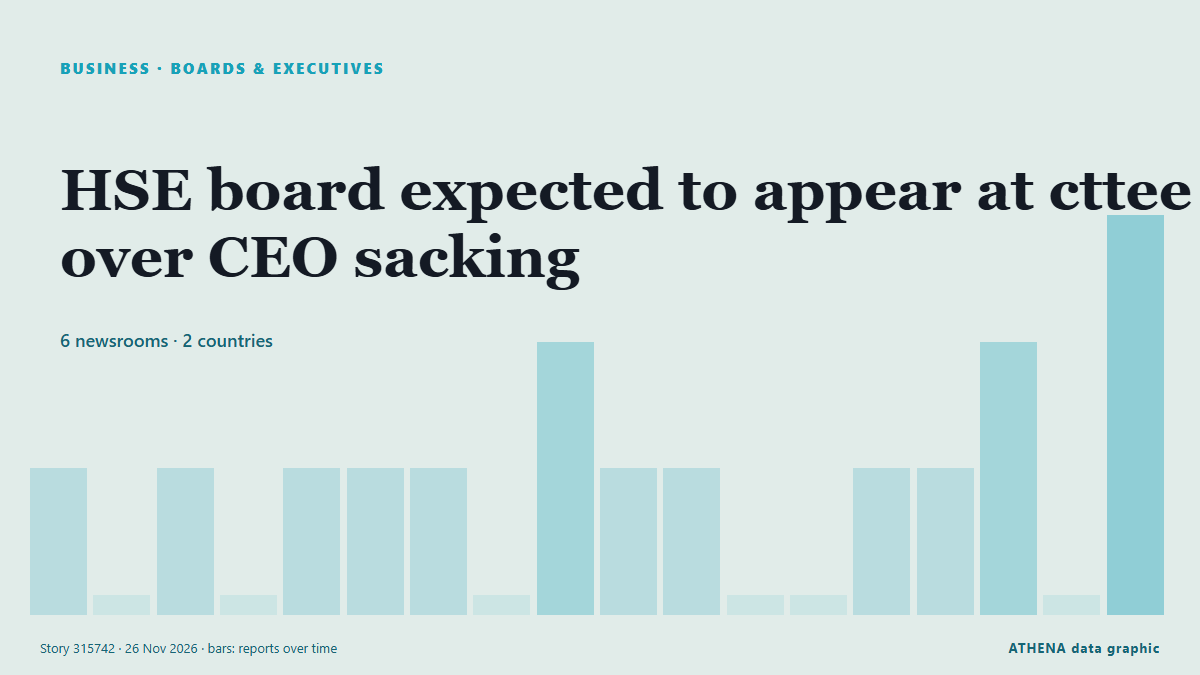 BUSINESS · BOARDS & EXECUTIVES
HSE board expected to appear at cttee
over CEO sacking
6 newsrooms · 2 countries
Story 315742 · 26 Nov 2026 · bars: reports over time
ATHENA data graphic